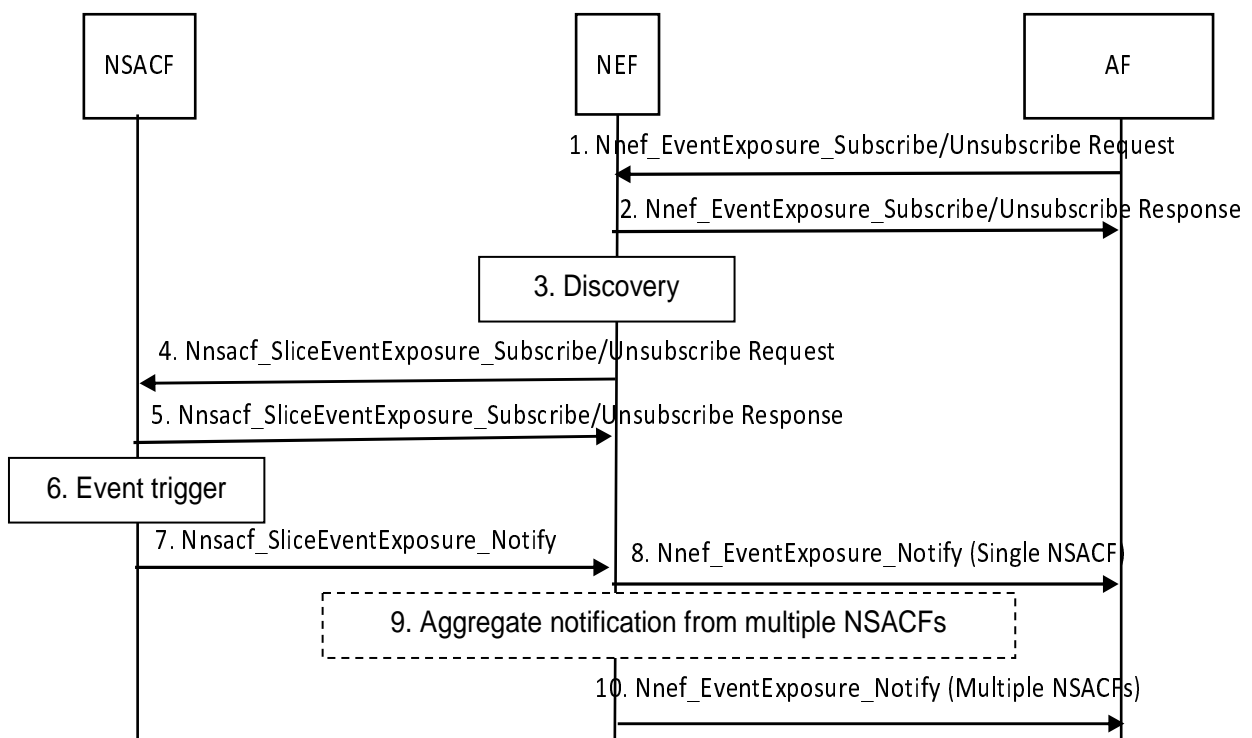 NSACF
NEF
AF
1. Nnef_EventExposure_Subscribe/Unsubscribe Request
2. Nnef_EventExposure_Subscribe/Unsubscribe Response
3. Discovery
4. Nnsacf_SliceEventExposure_Subscribe/Unsubscribe Request
5. Nnsacf_SliceEventExposure_Subscribe/Unsubscribe Response
6. Event trigger
7. Nnsacf_SliceEventExposure_Notify
8. Nnef_EventExposure_Notify (Single NSACF)
9. Aggregate notification from multiple NSACFs
10. Nnef_EventExposure_Notify (Multiple NSACFs)